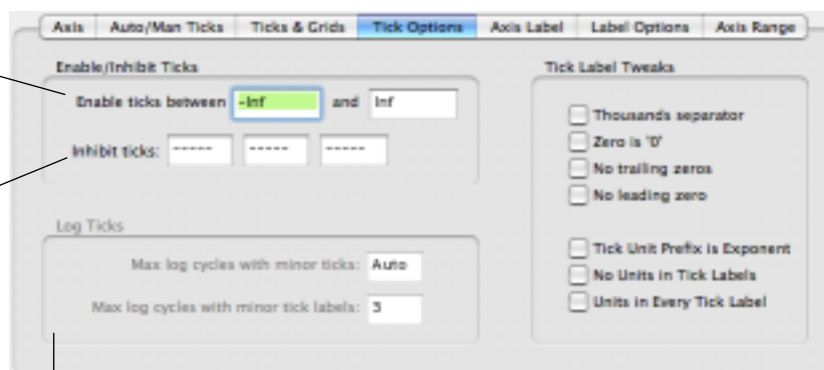 Axis Auto/Man Ticks Ticks & Grids Tick Options Axis Label Label Options Axis Range
Enable/Inhibit Ticks
Enable ticks between -Inf and Inf
Inhibit ticks: ----- ----- -----
Log Ticks
Max log cycles with minor ticks: Auto
Max log cycles with minor tick labels: 3
Tick Label Tweaks
Thousands separator
Zero is '0'
No trailing zeros
No leading zero
Tick Unit Prefix is Exponent
No Units in Tick Labels
Units in Every Tick Label